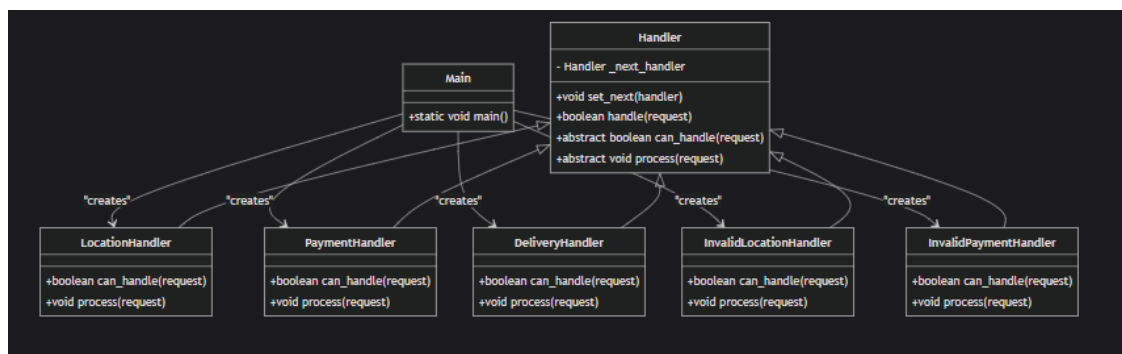 Handler
- Handler _next_handler
+void set_next(handler)
+boolean handle(request)
+abstract boolean can_handle(request)
+abstract void process(request)
Main
+static void main()
"creates"
"creates"
"creates"
"creates"
"creates"
LocationHandler
+boolean can_handle(request)
+void process(request)
PaymentHandler
+boolean can_handle(request)
+void process(request)
DeliveryHandler
+boolean can_handle(request)
+void process(request)
InvalidLocationHandler
+boolean can_handle(request)
+void process(request)
InvalidPaymentHandler
+boolean can_handle(request)
+void process(request)